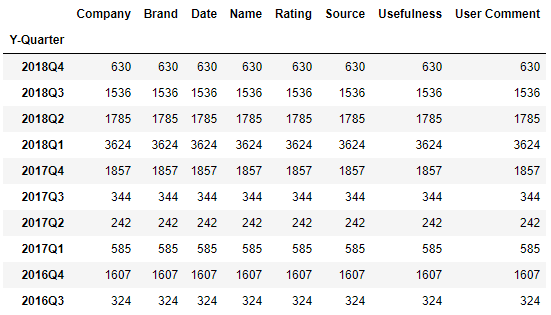 Company Brand Date Name Rating Source Usefulness User Comment
Y-Quarter
2018Q4 630 630 630 630 630 630 630 630
2018Q3 1536 1536 1536 1536 1536 1536 1536 1536
2018Q2 1785 1785 1785 1785 1785 1785 1785 1785
2018Q1 3624 3624 3624 3624 3624 3624 3624 3624
2017Q4 1857 1857 1857 1857 1857 1857 1857 1857
2017Q3 344 344 344 344 344 344 344 344
2017Q2 242 242 242 242 242 242 242 242
2017Q1 585 585 585 585 585 585 585 585
2016Q4 1607 1607 1607 1607 1607 1607 1607 1607
2016Q3 324 324 324 324 324 324 324 324